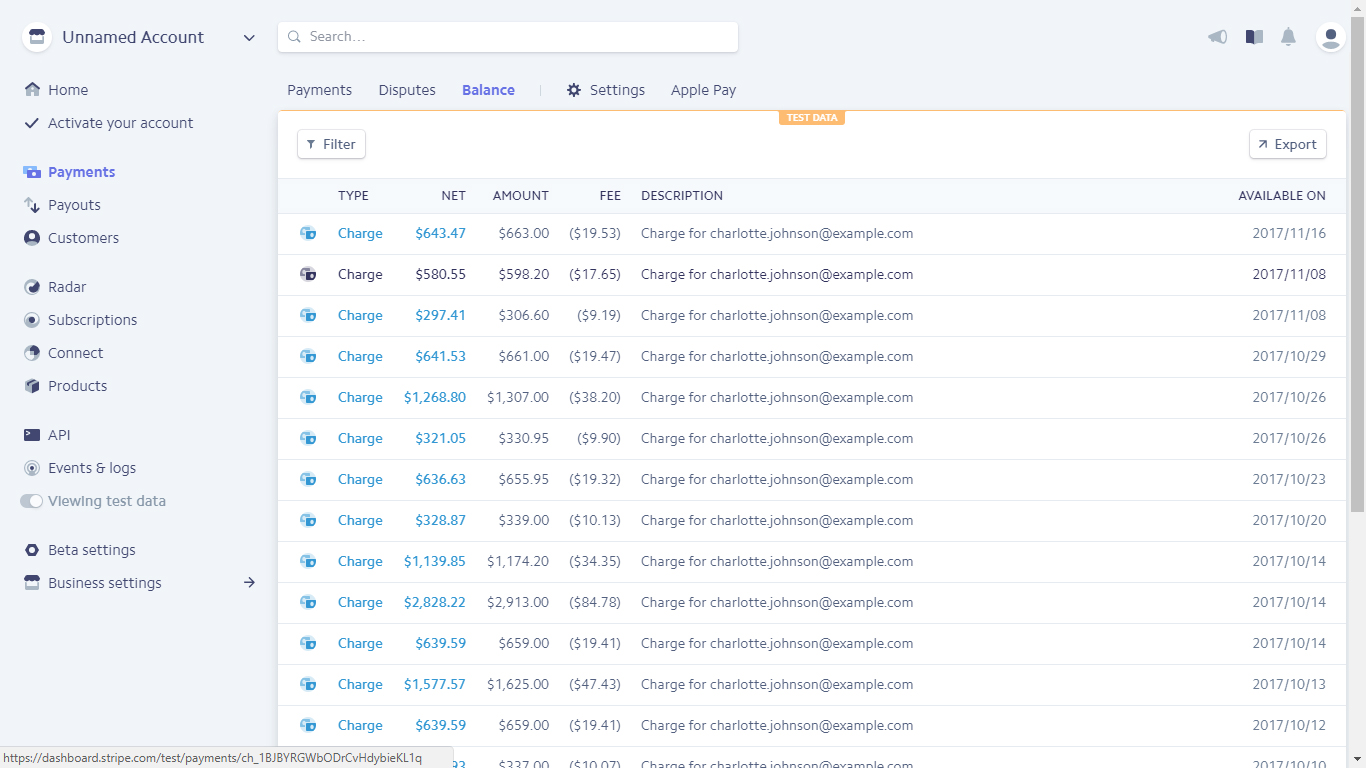 Unnamed Account
Search...
Home
Activate your account
Payments
Payouts
Customers
Radar
Subscriptions
Connect
Products
API
Events & logs
Viewing test data
Beta settings
Business settings
Payments Disputes Balance Settings Apple Pay
TEST DATA
Filter Export
TYPE NET AMOUNT FEE DESCRIPTION AVAILABLE ON
Charge $643.47 $663.00 ($19.53) Charge for charlotte.johnson@example.com 2017/11/16
Charge $580.55 $598.20 ($17.65) Charge for charlotte.johnson@example.com 2017/11/08
Charge $297.41 $306.60 ($9.19) Charge for charlotte.johnson@example.com 2017/11/08
Charge $641.53 $661.00 ($19.47) Charge for charlotte.johnson@example.com 2017/10/29
Charge $1,268.80 $1,307.00 ($38.20) Charge for charlotte.johnson@example.com 2017/10/26
Charge $321.05 $330.95 ($9.90) Charge for charlotte.johnson@example.com 2017/10/26
Charge $636.63 $655.95 ($19.32) Charge for charlotte.johnson@example.com 2017/10/23
Charge $328.87 $339.00 ($10.13) Charge for charlotte.johnson@example.com 2017/10/20
Charge $1,139.85 $1,174.20 ($34.35) Charge for charlotte.johnson@example.com 2017/10/14
Charge $2,828.22 $2,913.00 ($84.78) Charge for charlotte.johnson@example.com 2017/10/14
Charge $639.59 $659.00 ($19.41) Charge for charlotte.johnson@example.com 2017/10/14
Charge $1,577.57 $1,625.00 ($47.43) Charge for charlotte.johnson@example.com 2017/10/13
Charge $639.59 $659.00 ($19.41) Charge for charlotte.johnson@example.com 2017/10/12
$337.00 ($10.07) Charge for charlotte.johnson@example.com 2017/10/10
https://dashboard.stripe.com/test/payments/ch_1BJBYRGWbODrCvHdybieKL1q